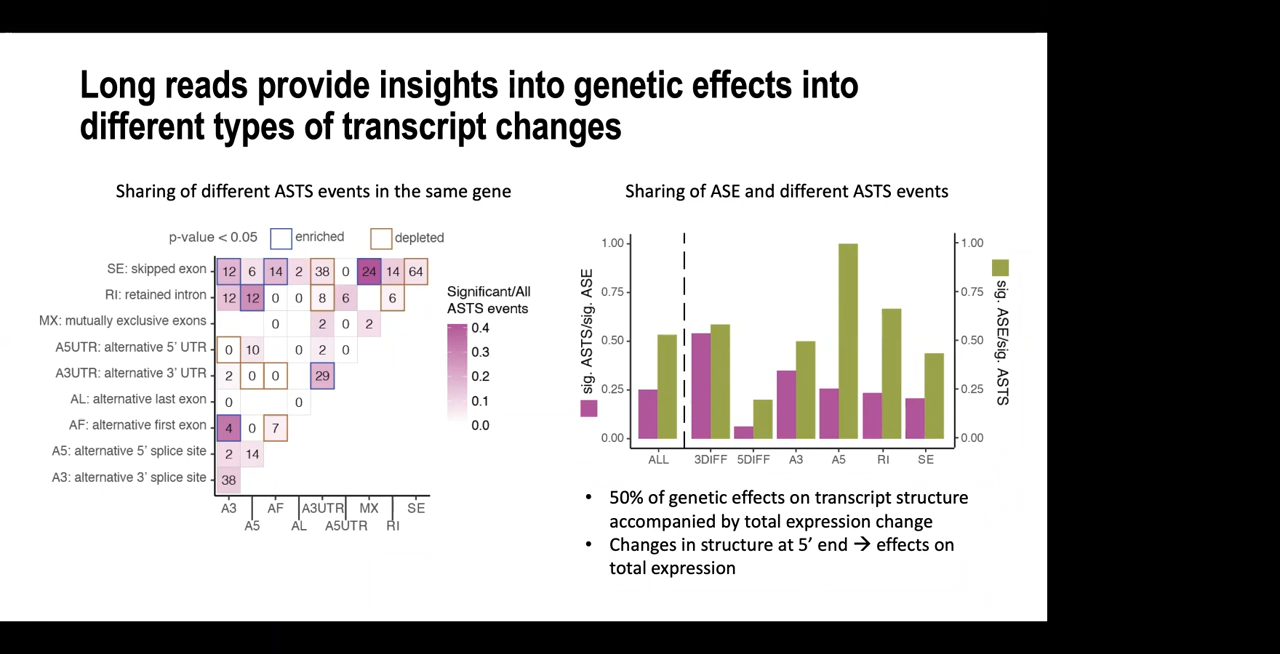 Long reads provide insights into genetic effects into
different types of transcript changes
Sharing of different ASTS events in the same gene
p-value < 0.05 enriched depleted
SE: skipped exon 12 6 14 2 38 0 24 14 64
RI: retained intron 12 12 0 0 8 6 6
MX: mutually exclusive exons 0 2 0 2
A5UTR: alternative 5' UTR 0 10 0 2 0
A3UTR: alternative 3' UTR 2 0 0 29
AL: alternative last exon 0 0
AF: alternative first exon 4 0 7
A5: alternative 5' splice site 2 14
A3: alternative 3' splice site 38
A3 AF A3UTR MX SE
A5 AL A5UTR RI
Significant/All
ASTS events
0.4
0.3
0.2
0.1
0.0
Sharing of ASE and different ASTS events
sig. ASTS/sig. ASE
1.00
0.75
0.50
0.25
0.00
ALL 3DIFF 5DIFF A3 A5 RI SE
1.00
0.75
0.50
0.25
0.00
sig. ASE/sig. ASTS
• 50% of genetic effects on transcript structure
accompanied by total expression change
• Changes in structure at 5' end → effects on
total expression